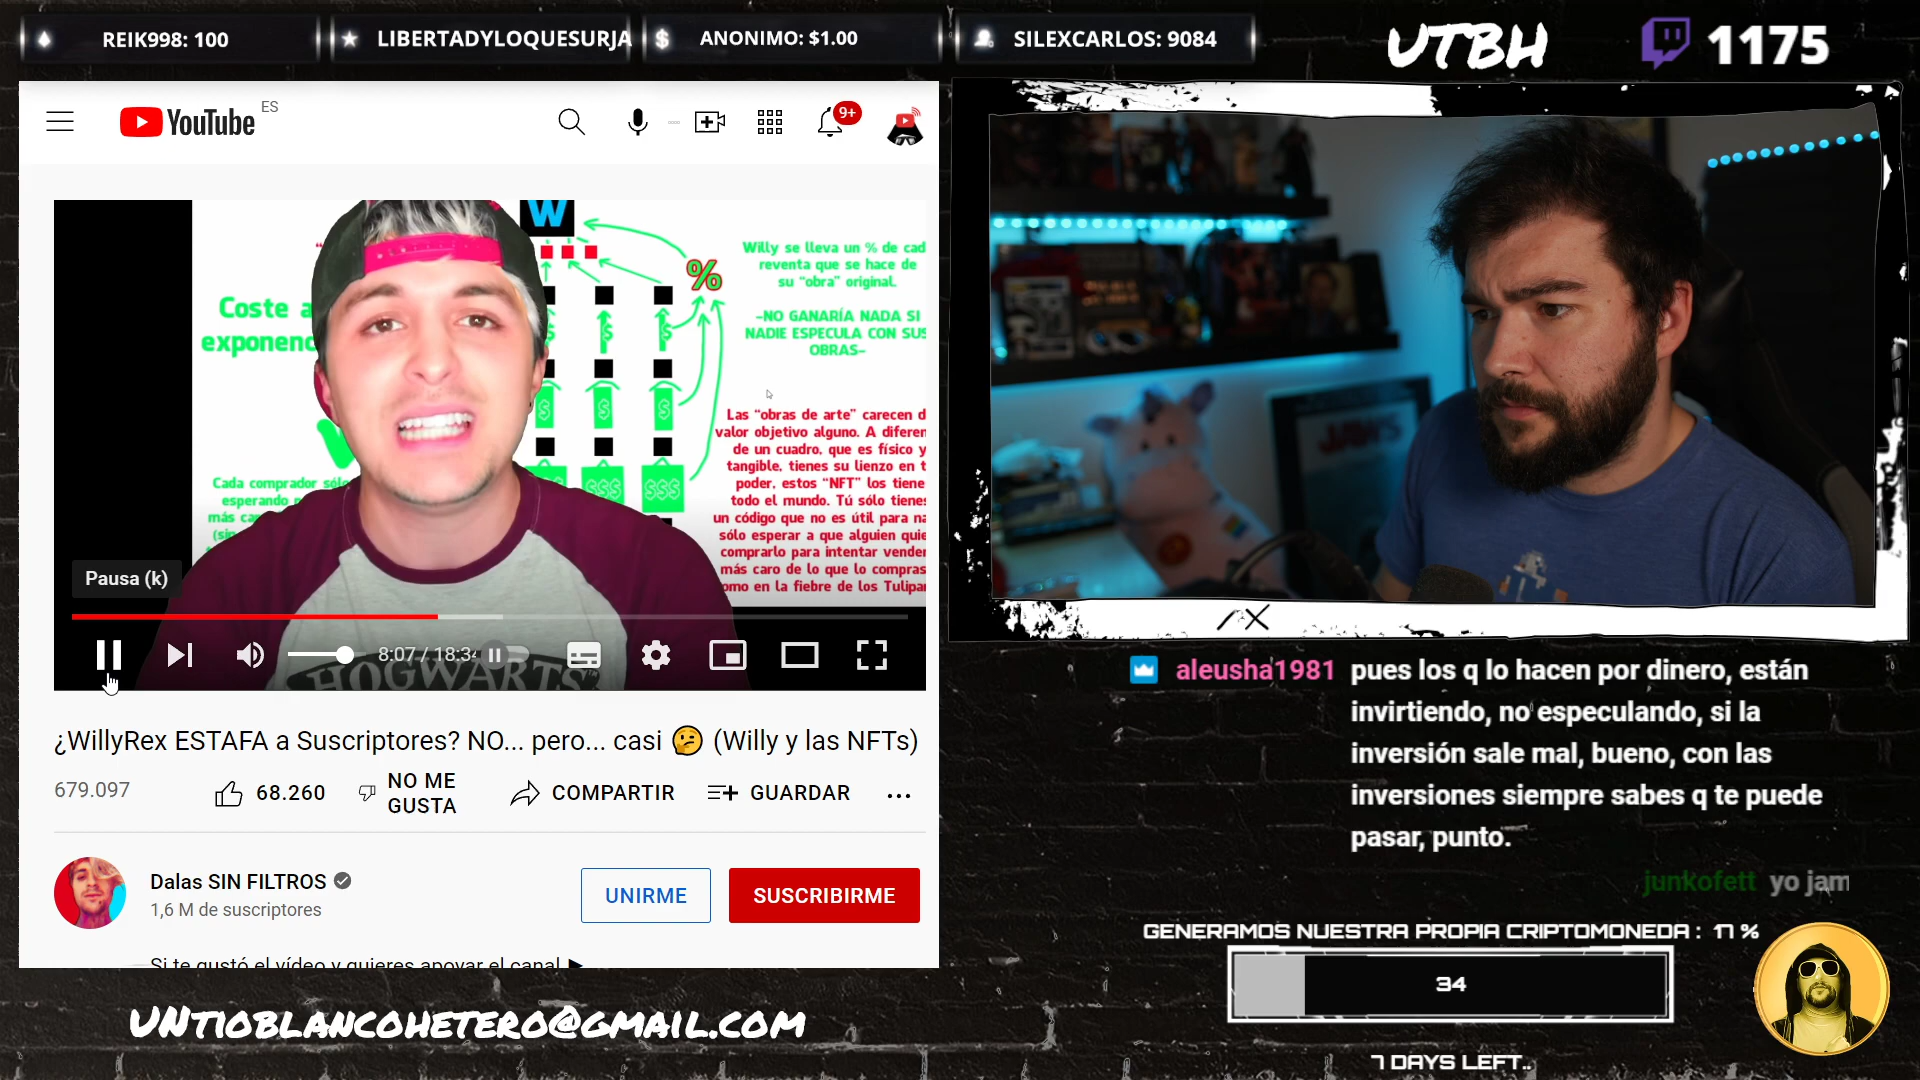 REIK998: 100
LIBERTADYLOQUESURJA
ANONIMO: $1.00
SILEXCARLOS: 9084
UTBH
1175
YouTube
ES
9+
W
%
Coste a
exponenc
Willy se lleva un % de cad
reventa que se hace de
su "obra" original.
-NO GANARÍA NADA SI
NADIE ESPECULA CON SUS
OBRAS-
$
$
$
$
$
$
$$$
$$$
Las "obras de arte" carecen d
valor objetivo alguno. A diferen
de un cuadro, que es físico y
tangible, tienes su lienzo en t
poder, estos "NFT" los tiene
todo el mundo. Tú sólo tienes
un código que no es útil para na
sólo esperar a que alguien quie
comprarlo para intentar vender
más caro de lo que lo compras
omo en la fiebre de los Tulipan
Cada comprador sólo
esperando
más car
(sin
HOGWARTS
Pausa (k)
8:07 / 18:34
¿WillyRex ESTAFA a Suscriptores? NO... pero... casi 🤔 (Willy y las NFTs)
679.097
68.260
NO ME
GUSTA
COMPARTIR
GUARDAR
Dalas SIN FILTROS
1,6 M de suscriptores
UNIRME
SUSCRIBIRME
Si te gustó el vídeo y quieres apoyar el canal ►
UNTIOBLANCOHETERO@GMAIL.COM
JAWS
aleusha1981 pues los q lo hacen por dinero, están
invirtiendo, no especulando, si la
inversión sale mal, bueno, con las
inversiones siempre sabes q te puede
pasar, punto.
junkofett yo jam
GENERAMOS NUESTRA PROPIA CRIPTOMONEDA : 17 %
34
7 DAYS LEFT..